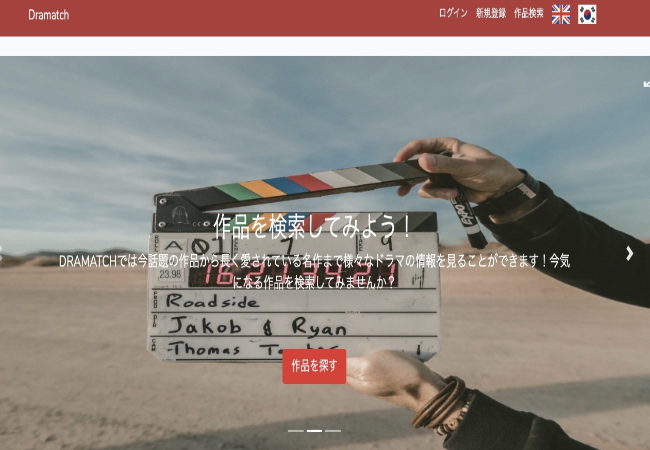 Dramatch
ログイン 新規登録 作品検索
作品を検索してみよう！
DRAMATCHでは今話題の作品から長く愛されている名作まで様々なドラマの情報を見ることができます！今気
になる作品を検索してみませんか？
A 01 7 9
23.98 16:21:34:21
Roadside
Jakob & Ryan
Thomas
作品を探す